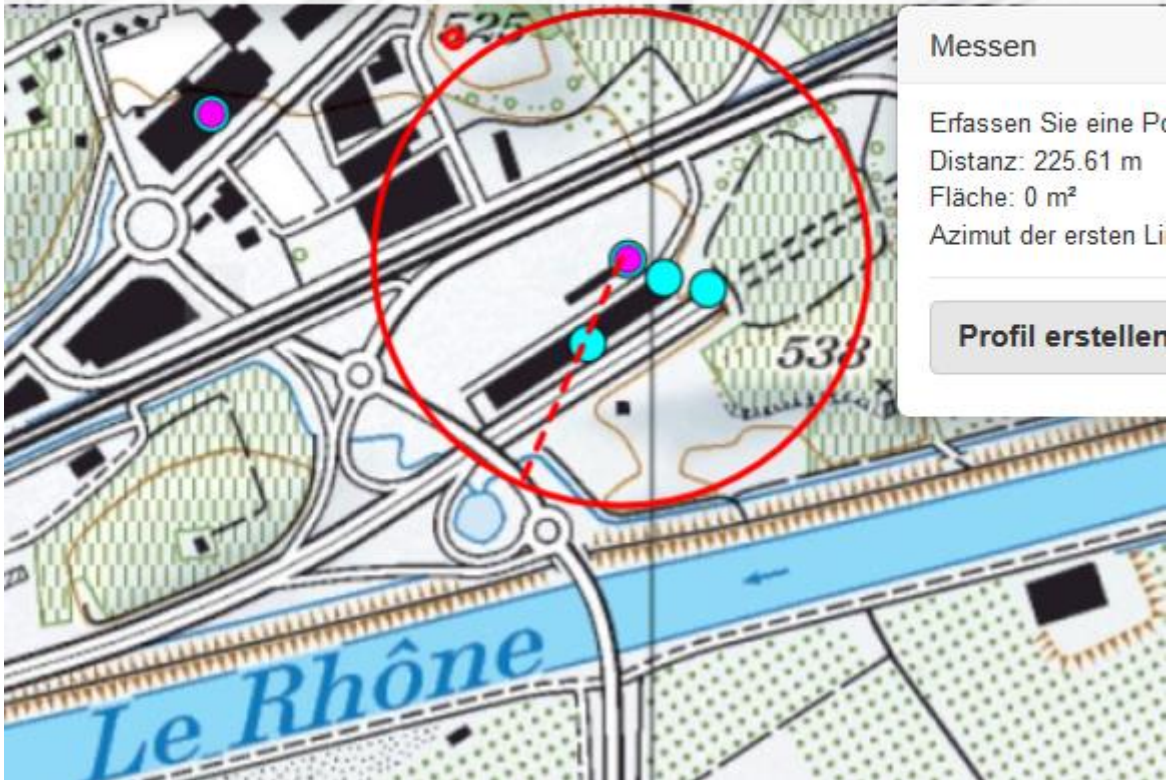 525
Messen
Erfassen Sie eine Po
Distanz: 225.61 m
Fläche: 0 m²
Azimut der ersten Li
Profil erstellen
538
Le Rhône